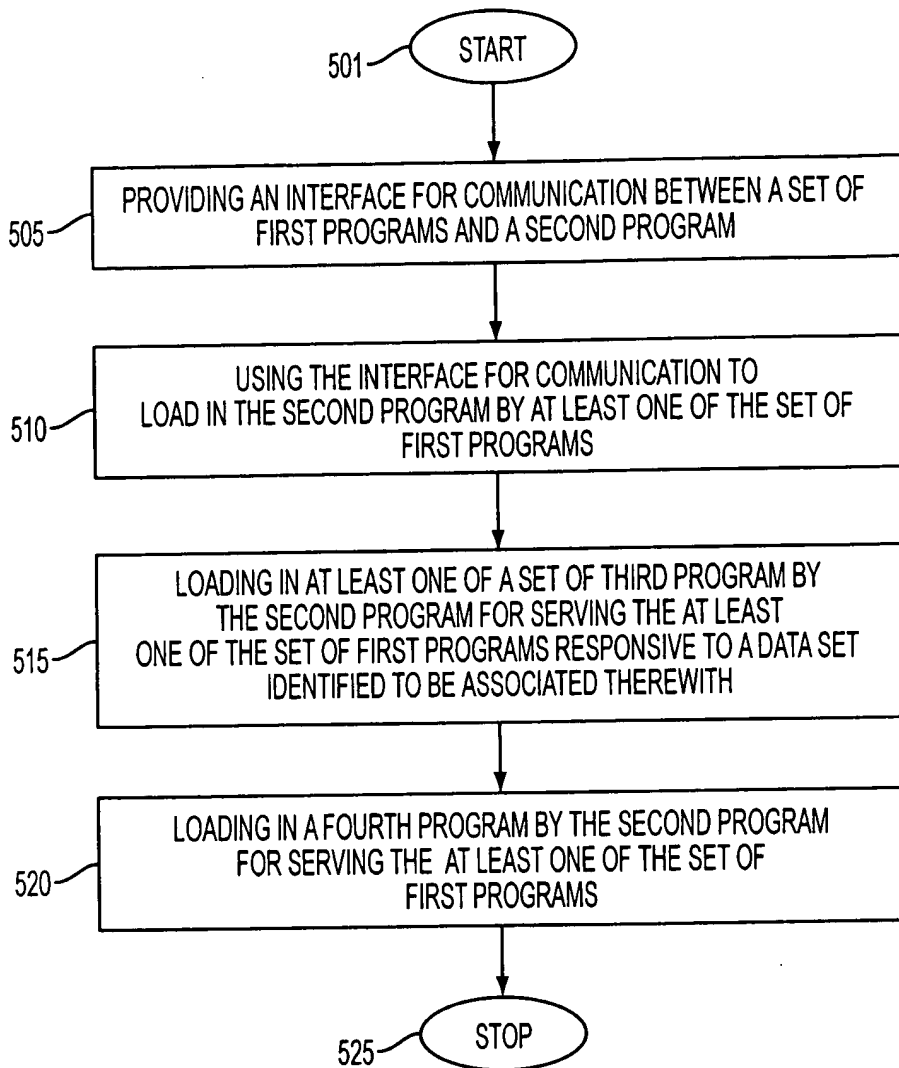 START
501
PROVIDING AN INTERFACE FOR COMMUNICATION BETWEEN A SET OF
FIRST PROGRAMS AND A SECOND PROGRAM
505
USING THE INTERFACE FOR COMMUNICATION TO
LOAD IN THE SECOND PROGRAM BY AT LEAST ONE OF THE SET OF
FIRST PROGRAMS
510
LOADING IN AT LEAST ONE OF A SET OF THIRD PROGRAM BY
THE SECOND PROGRAM FOR SERVING THE AT LEAST
ONE OF THE SET OF FIRST PROGRAMS RESPONSIVE TO A DATA SET
IDENTIFIED TO BE ASSOCIATED THEREWITH
515
LOADING IN A FOURTH PROGRAM BY THE SECOND PROGRAM
FOR SERVING THE AT LEAST ONE OF THE SET OF
FIRST PROGRAMS
520
STOP
525